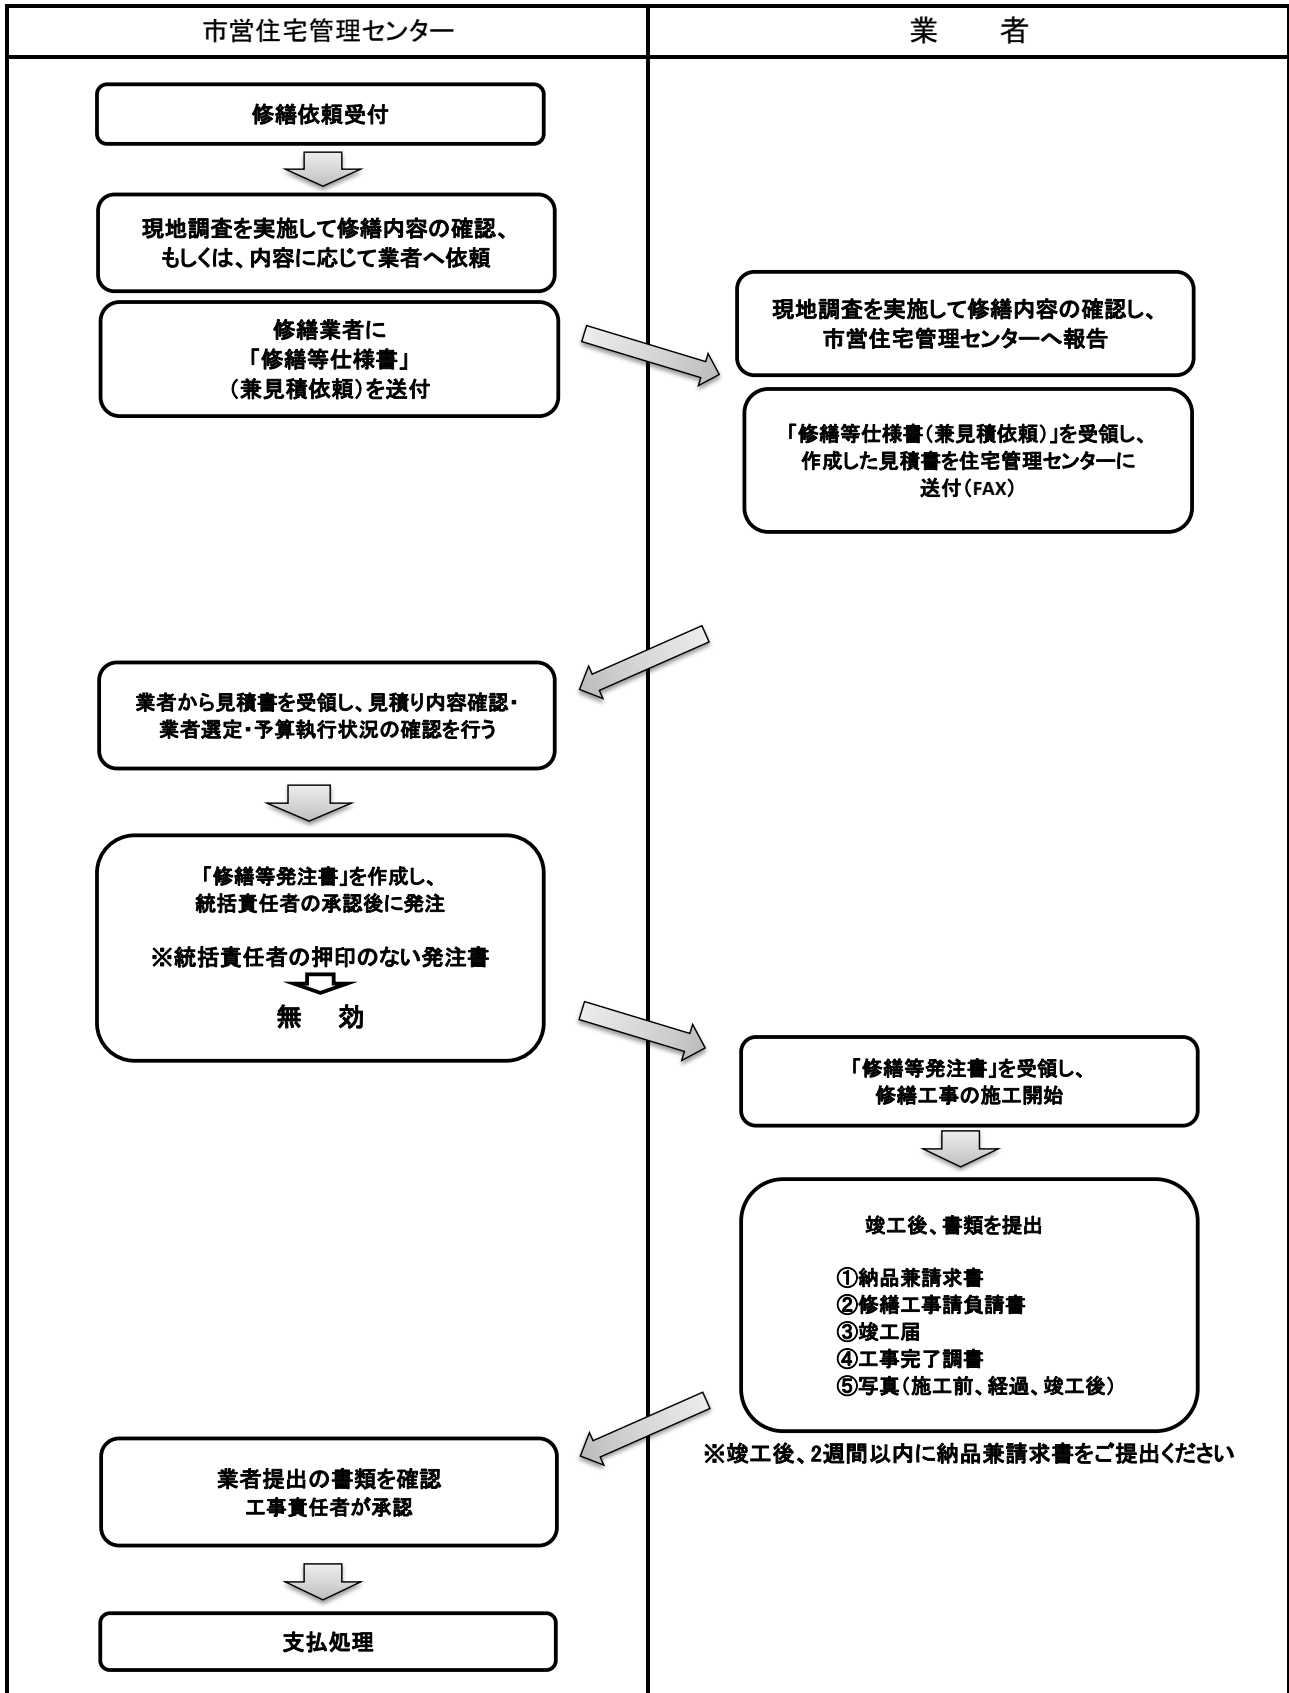 市営住宅管理センター
業　　者
修繕依頼受付
現地調査を実施して修繕内容の確認、
もしくは、内容に応じて業者へ依頼
修繕業者に
「修繕等仕様書」
（兼見積依頼）を送付
現地調査を実施して修繕内容の確認し、
市営住宅管理センターへ報告
「修繕等仕様書（兼見積依頼）」を受領し、
作成した見積書を住宅管理センターに
送付（FAX）
業者から見積書を受領し、見積り内容確認・
業者選定・予算執行状況の確認を行う
「修繕等発注書」を作成し、
統括責任者の承認後に発注
※統括責任者の押印のない発注書
無　効
「修繕等発注書」を受領し、
修繕工事の施工開始
竣工後、書類を提出
①納品兼請求書
②修繕工事請負請書
③竣工届
④工事完了調書
⑤写真（施工前、経過、竣工後）
※竣工後、2週間以内に納品兼請求書をご提出ください
業者提出の書類を確認
工事責任者が承認
支払処理